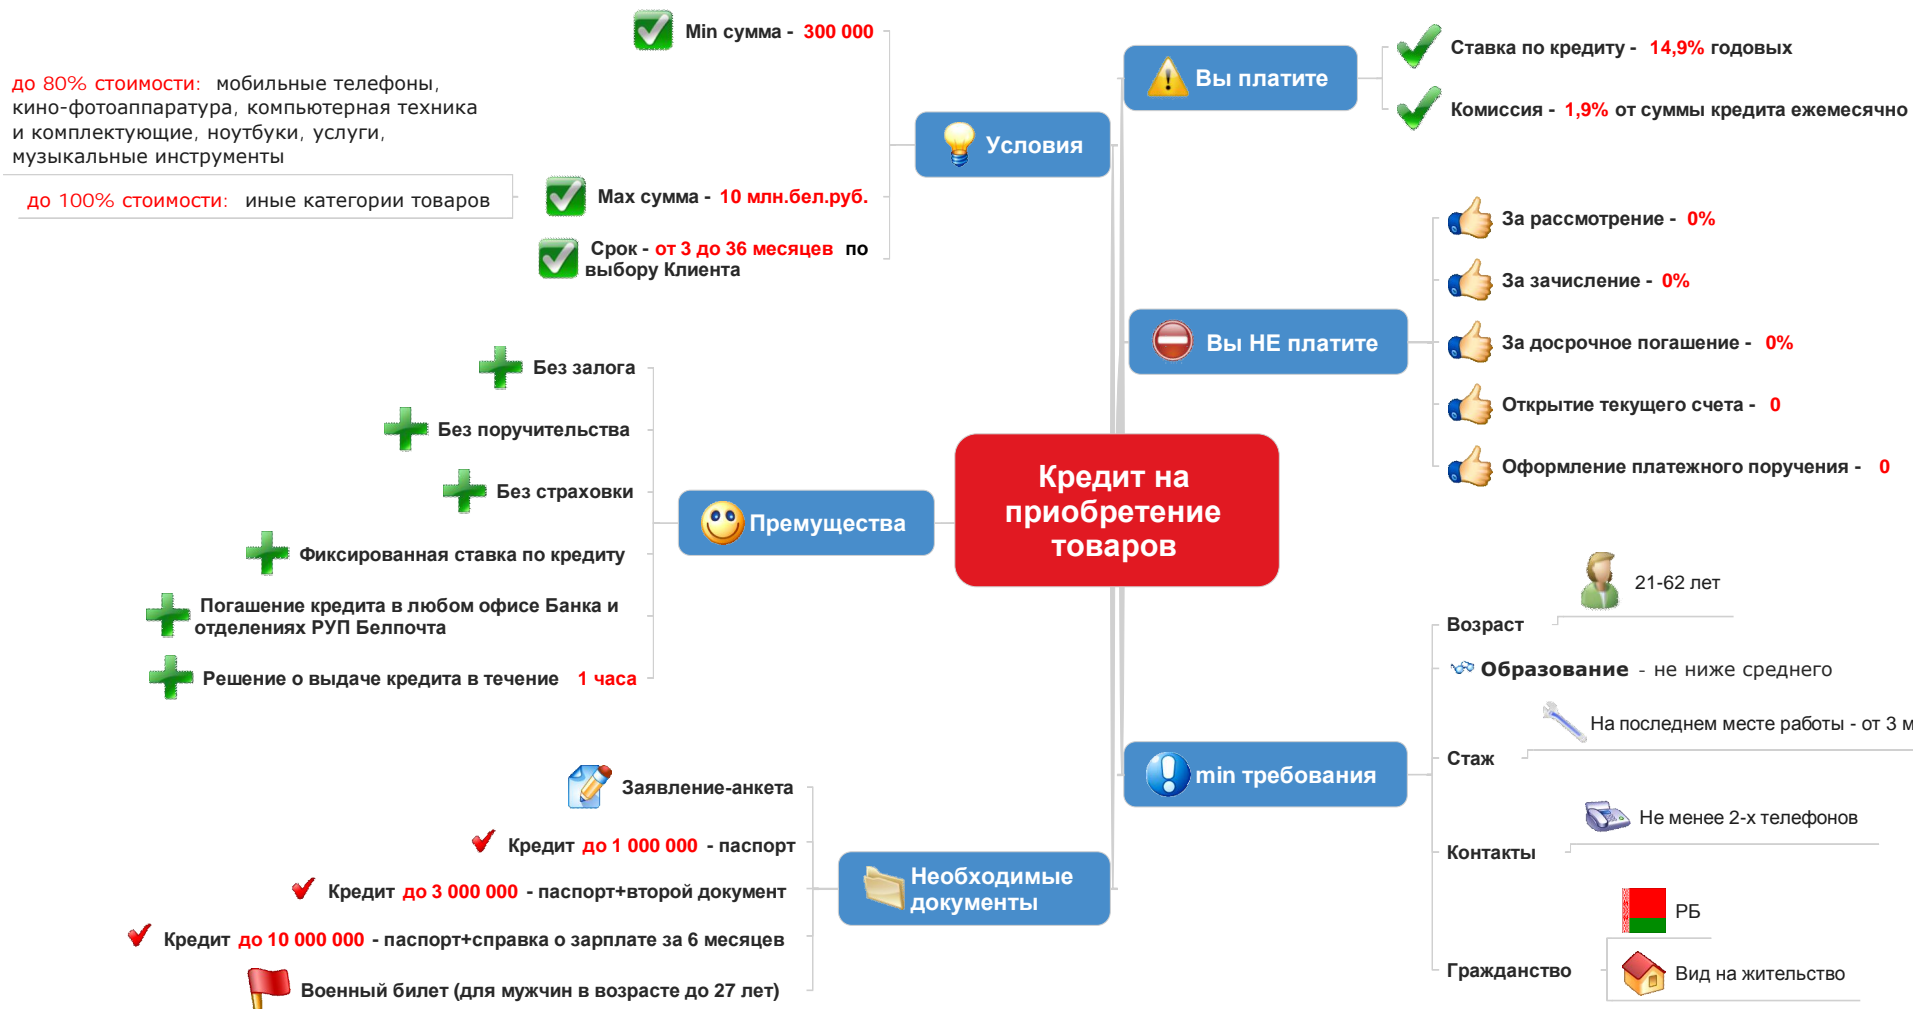 Кредит на
приобретение
товаров
Вы платите
Ставка по кредиту - 14,9% годовых
Комиссия - 1,9% от суммы кредита ежемесячно
Вы НЕ платите
За рассмотрение - 0%
За зачисление - 0%
За досрочное погашение - 0%
Открытие текущего счета - 0
Оформление платежного поручения - 0
min требования
Возраст
21-62 лет
Образование - не ниже среднего
Стаж
На последнем месте работы - от 3 м
Контакты
Не менее 2-х телефонов
Гражданство
РБ
Вид на жительство
Условия
Min сумма - 300 000
Max сумма - 10 млн.бел.руб.
до 80% стоимости: мобильные телефоны,
кино-фотоаппаратура, компьютерная техника
и комплектующие, ноутбуки, услуги,
музыкальные инструменты
до 100% стоимости: иные категории товаров
Срок - от 3 до 36 месяцев по
выбору Клиента
Премущества
Без залога
Без поручительства
Без страховки
Фиксированная ставка по кредиту
Погашение кредита в любом офисе Банка и
отделениях РУП Белпочта
Решение о выдаче кредита в течение 1 часа
Необходимые
документы
Заявление-анкета
Кредит до 1 000 000 - паспорт
Кредит до 3 000 000 - паспорт+второй документ
Кредит до 10 000 000 - паспорт+справка о зарплате за 6 месяцев
Военный билет (для мужчин в возрасте до 27 лет)